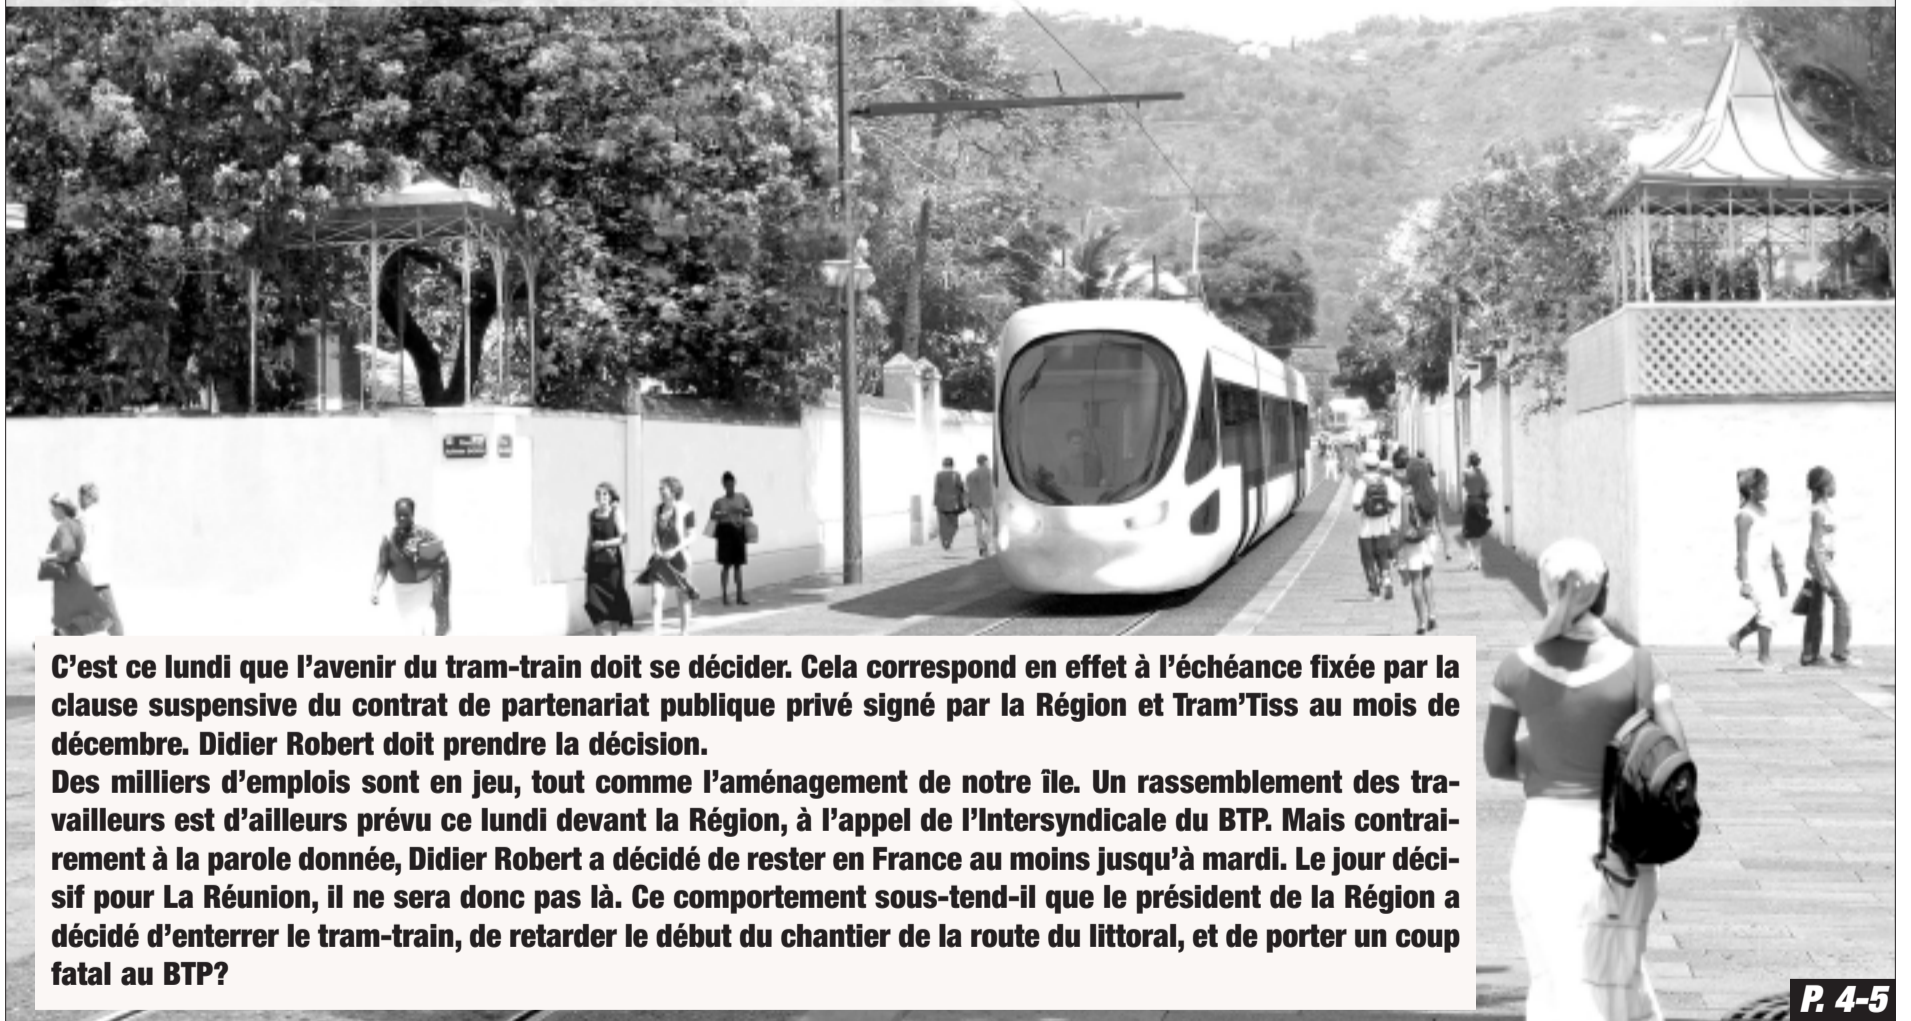 C’est ce lundi que l’avenir du tram-train doit se décider. Cela correspond en effet à l’échéance fixée par la
clause suspensive du contrat de partenariat publique privé signé par la Région et Tram’Tiss au mois de
décembre. Didier Robert doit prendre la décision.
Des milliers d’emplois sont en jeu, tout comme l’aménagement de notre île. Un rassemblement des tra-
vailleurs est d’ailleurs prévu ce lundi devant la Région, à l’appel de l’Intersyndicale du BTP. Mais contrai-
rement à la parole donnée, Didier Robert a décidé de rester en France au moins jusqu’à mardi. Le jour déci-
sif pour La Réunion, il ne sera donc pas là. Ce comportement sous-tend-il que le président de la Région a
décidé d’enterrer le tram-train, de retarder le début du chantier de la route du littoral, et de porter un coup
fatal au BTP?
P. 4-5